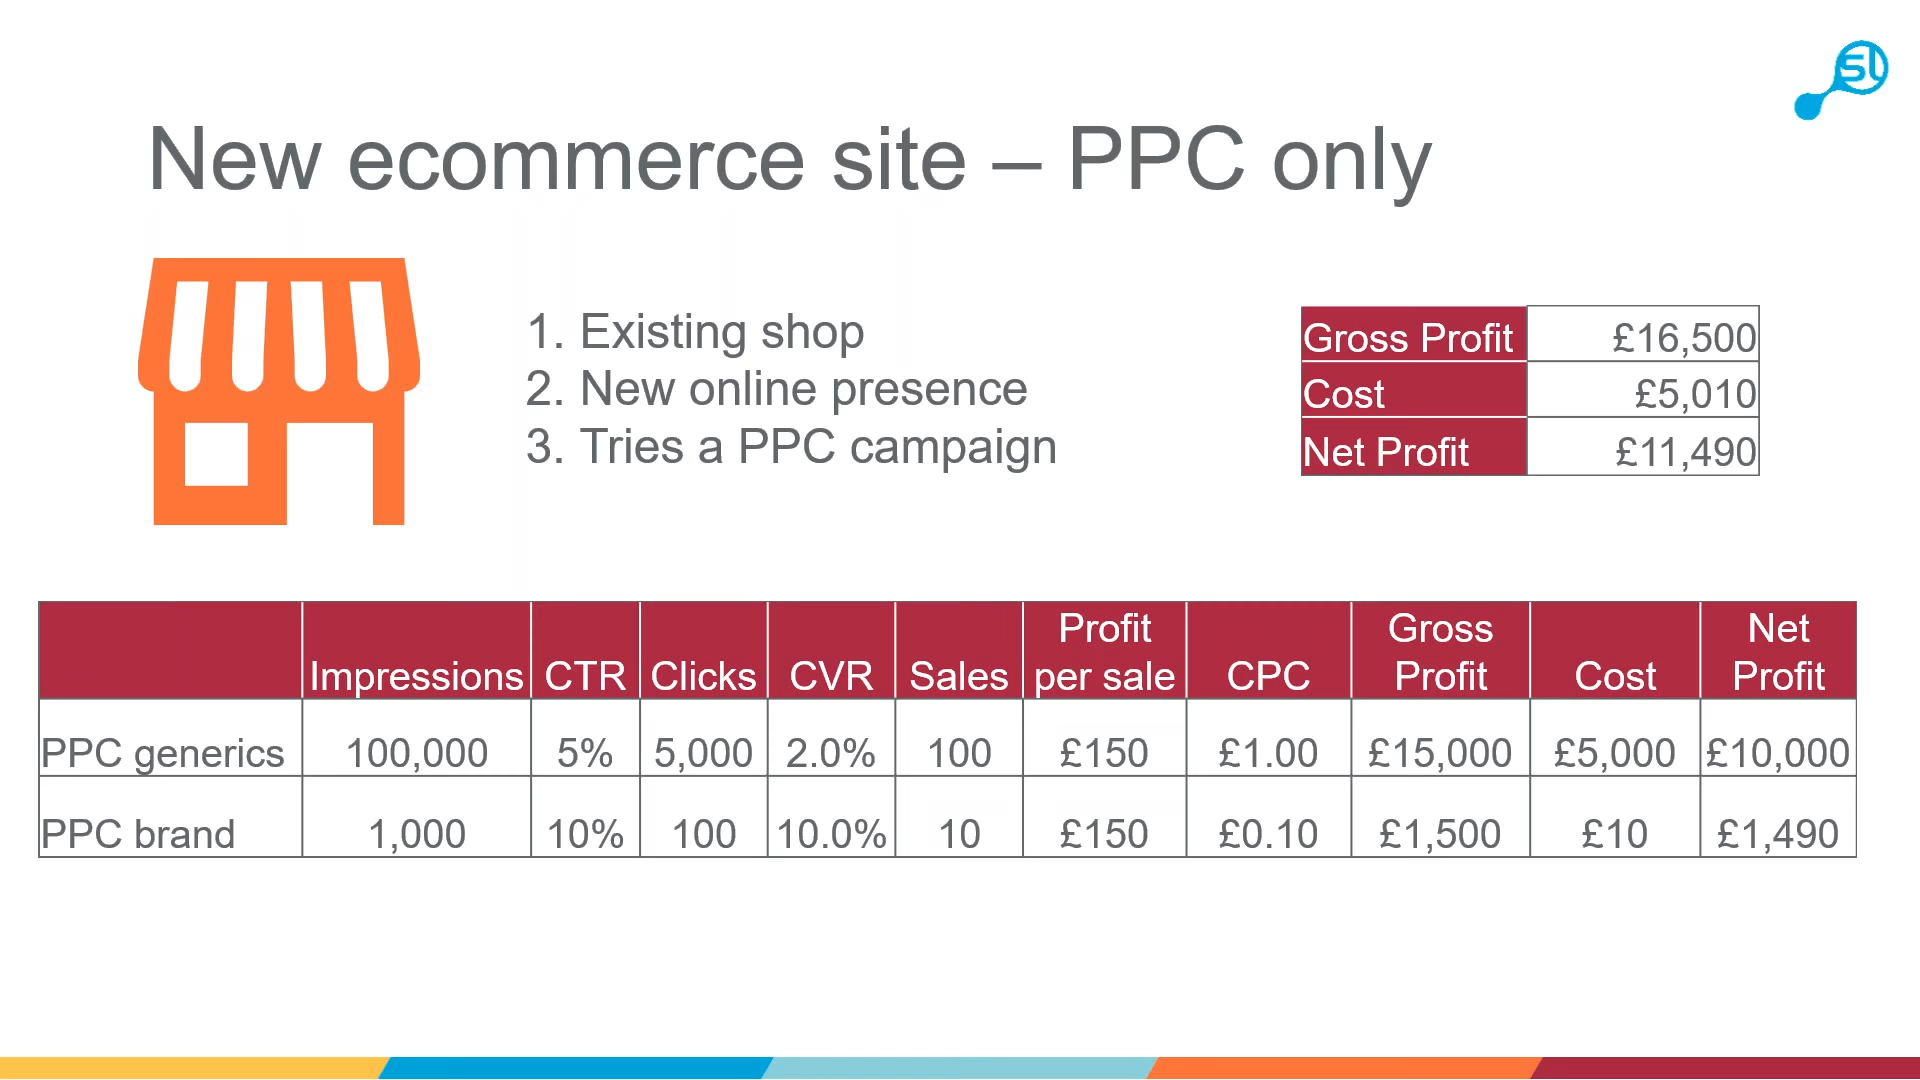 SL
New ecommerce site – PPC only
1. Existing shop
2. New online presence
3. Tries a PPC campaign
Gross Profit £16,500
Cost £5,010
Net Profit £11,490
Impressions CTR Clicks CVR Sales Profit per sale CPC Gross Profit Cost Net Profit
PPC generics 100,000 5% 5,000 2.0% 100 £150 £1.00 £15,000 £5,000 £10,000
PPC brand 1,000 10% 100 10.0% 10 £150 £0.10 £1,500 £10 £1,490